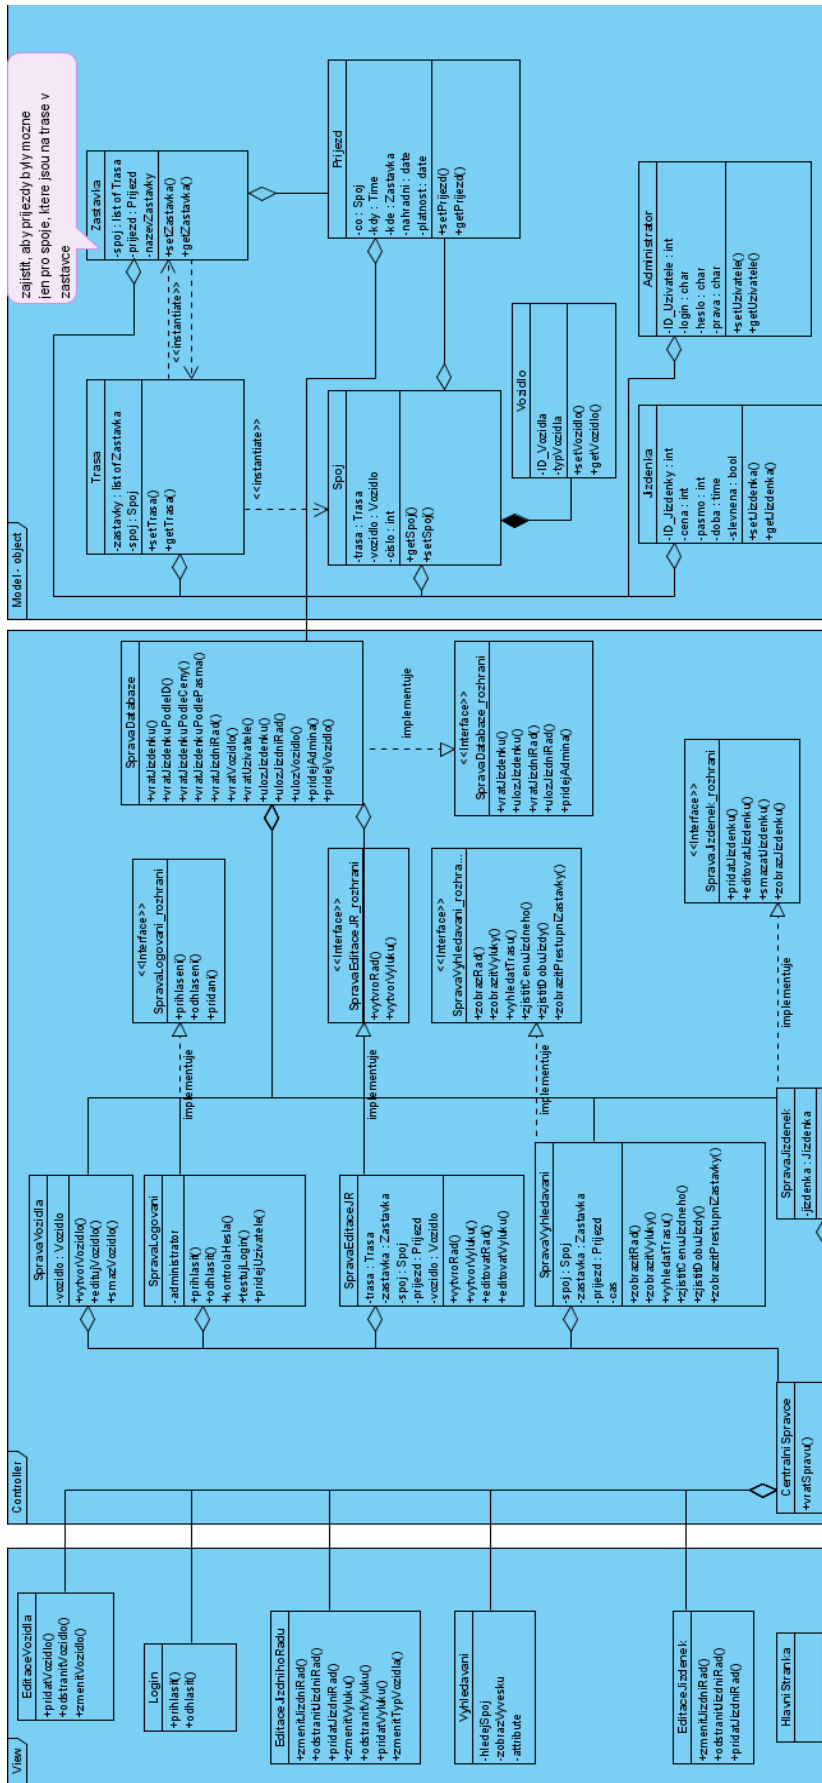 View
EditaceVozidla
+pridatVozidlo()
+odstranitVozidlo()
+zmenitVozidlo()
Login
+prihlasit()
+odhlasit()
EditaceJizdnihoRadu
+zmenitJizdniRad()
+odstranitJizdniRad()
+pridatJizdniRad()
+zmenitVyluku()
+odstranitVyluku()
+pridatVyluku()
+zmenitTypVozidla()
Vyhledavani
-hledejSpoj
-zobrazVyvesku
-attribute
EditaceJizdenek
+zmenitJizdniRad()
+odstranitJizdniRad()
+pridatJizdniRad()
Hlavni Stranka
Controller
SpravaVozidla
-vozidlo : Vozidlo
+vytvorVozidlo()
+editujVozidlo()
+smazVozidlo()
SpravaLogovani
-administrator
+prihlasit()
+odhlasit()
+kontrolaHesla()
+testujLogin()
+pridejUzivatele()
SpravaEditaceJR
-trasa : Trasa
-zastavka : Zastavka
-spoj : Spoj
-prijezd : Prijezd
-vozidlo : Vozidlo
+vytvroRad()
+vytvorVyluku()
+editovatRad()
+editovatVyluku()
SpravaVyhledavani
-spoj : Spoj
-zastavka : Zastavka
-prijezd : Prijezd
-cas
+zobrazitRad()
+zobrazitVyluky()
+vyhledatTrasu()
+zjistitCenuJizdneho()
+zjistitDobuJizdy()
+zobrazitPrestupniZastavky()
SpravaJizdenek
-jizdenka : Jizdenka
Centralni Spravce
+vratSpravu()
<<Interface>>
SpravaLogovani_rozhrani
+prihlaseni()
+odhlaseni()
+pridani()
implementuje
<<Interface>>
SpravaEditaceJR_rozhrani
+vytvroRad()
+vytvorVyluku()
implementuje
<<Interface>>
SpravaVyhledavani_rozhra...
+zobrazRad()
+zobrazitVyluky()
+vyhledatTrasu()
+zjistitCenuJizdneho()
+zjistitDobuJizdy()
+zobrazitPrestupniZastavky()
implementuje
<<Interface>>
SpravaJizdenek_rozhrani
+pridatJizdenku()
+editovatJizdenku()
+smazatJizdenku()
+zobrazJizdenku()
implementuje
SpravaDatabaze
+vratJizdenku()
+vratJizdenkuPodleID()
+vratJizdenkuPodleCeny()
+vratJizdenkuPodlePasma()
+vratJizdniRad()
+vratVozidlo()
+vratUzivatele()
+ulozJizdenku()
+ulozJizdniRad()
+ulozVozidlo()
+pridejAdmina()
+pridejVozidlo()
implementuje
<<Interface>>
SpravaDatabaze_rozhrani
+vratJizdenku()
+ulozJizdenku()
+vratJizdniRad()
+ulozJizdniRad()
+pridejAdmina()
Model - object
zajistit, aby prijezdy byly mozne
jen pro spoje, ktere jsou na trase v
zastavce
Trasa
-zastavky : list of Zastavka
-spoj : Spoj
+setTrasa()
+getTrasa()
<<instantiate>>
<<instantiate>>
Zastavka
-spoj : list of Trasa
-prijezd : Prijezd
-nazevZastavky
+setZastavka()
+getZastavka()
Spoj
-trasa : Trasa
-vozidlo : Vozidlo
-cislo : int
+getSpoj()
+setSpoj()
Prijezd
-co : Spoj
-kdy : Time
-kde : Zastavka
-nahradni : date
-platnost : date
+setPrijezd()
+getPrijezd()
Vozidlo
-ID_Vozidla
-typVozidla
+setVozidlo()
+getVozidlo()
Jizdenka
-ID_Jizdenky : int
-cena : int
-pasmo : int
-doba : time
-slevnena : bool
+setJizdenka()
+getJizdenka()
Administrator
-ID_Uzivatele : int
-login : char
-heslo : char
-prava : char
+setUzivatele()
+getUzivatele()